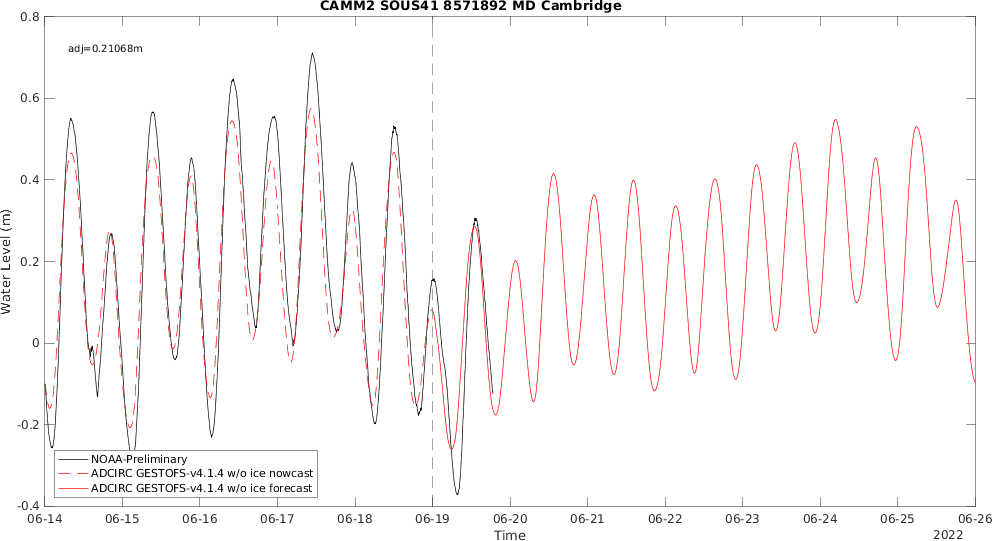 CAMM2 SOUS41 8571892 MD Cambridge
adj=0.21068m
0.8
0.6
0.4
0.2
0
-0.2
-0.4
Water Level (m)
NOAA-Preliminary
ADCIRC GESTOFS-v4.1.4 w/o ice nowcast
ADCIRC GESTOFS-v4.1.4 w/o ice forecast
06-14 06-15 06-16 06-17 06-18 06-19 06-20 06-21 06-22 06-23 06-24 06-25 06-26
Time
2022